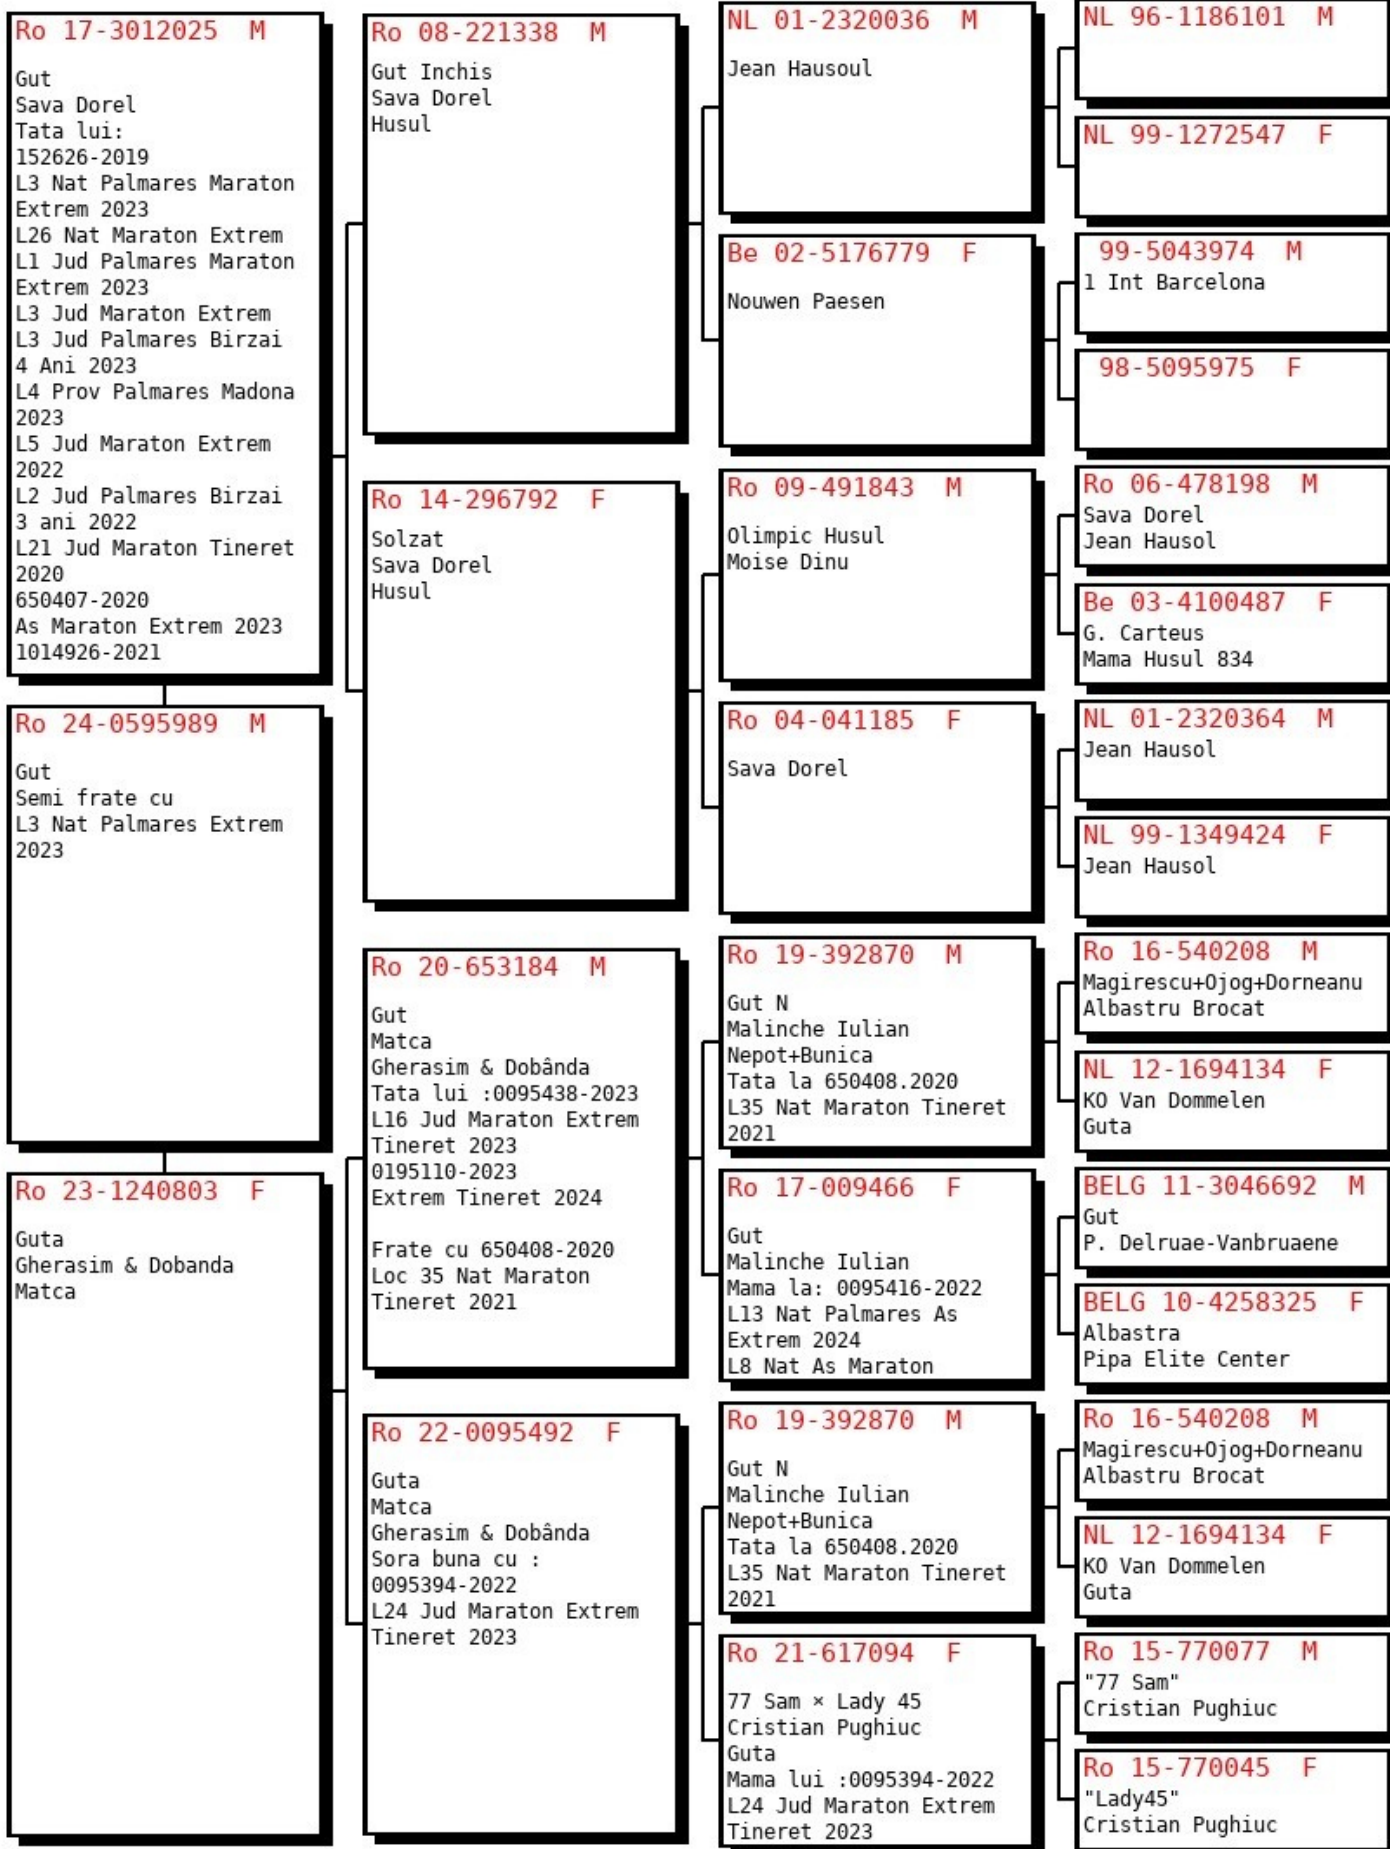 Ro 17-3012025 M
Gut
Sava Dorel
Tata lui:
152626-2019
L3 Nat Palmares Maraton
Extrem 2023
L26 Nat Maraton Extrem
L1 Jud Palmares Maraton
Extrem 2023
L3 Jud Maraton Extrem
L3 Jud Palmares Birzai
4 Ani 2023
L4 Prov Palmares Madona
2023
L5 Jud Maraton Extrem
2022
L2 Jud Palmares Birzai
3 ani 2022
L21 Jud Maraton Tineret
2020
650407-2020
As Maraton Extrem 2023
1014926-2021
Ro 24-0595989 M
Gut
Semi frate cu
L3 Nat Palmares Extrem
2023
Ro 23-1240803 F
Guta
Gherasim & Dobanda
Matca
Ro 08-221338 M
Gut Inchis
Sava Dorel
Husul
Ro 14-296792 F
Solzat
Sava Dorel
Husul
Ro 20-653184 M
Gut
Matca
Gherasim & Dobânda
Tata lui :0095438-2023
L16 Jud Maraton Extrem
Tineret 2023
0195110-2023
Extrem Tineret 2024
Frate cu 650408-2020
Loc 35 Nat Maraton
Tineret 2021
Ro 22-0095492 F
Guta
Matca
Gherasim & Dobânda
Sora buna cu :
0095394-2022
L24 Jud Maraton Extrem
Tineret 2023
NL 01-2320036 M
Jean Hausoul
Be 02-5176779 F
Nouwen Paesen
Ro 09-491843 M
Olimpic Husul
Moise Dinu
Ro 04-041185 F
Sava Dorel
Ro 19-392870 M
Gut N
Malinche Iulian
Nepot+Bunica
Tata la 650408.2020
L35 Nat Maraton Tineret
2021
Ro 17-009466 F
Gut
Malinche Iulian
Mama la: 0095416-2022
L13 Nat Palmares As
Extrem 2024
L8 Nat As Maraton
Ro 19-392870 M
Gut N
Malinche Iulian
Nepot+Bunica
Tata la 650408.2020
L35 Nat Maraton Tineret
2021
Ro 21-617094 F
77 Sam × Lady 45
Cristian Pughiuc
Guta
Mama lui :0095394-2022
L24 Jud Maraton Extrem
Tineret 2023
NL 96-1186101 M
NL 99-1272547 F
99-5043974 M
1 Int Barcelona
98-5095975 F
Ro 06-478198 M
Sava Dorel
Jean Hausol
Be 03-4100487 F
G. Carteus
Mama Husul 834
NL 01-2320364 M
Jean Hausol
NL 99-1349424 F
Jean Hausol
Ro 16-540208 M
Magirescu+Ojog+Dorneanu
Albastru Brocat
NL 12-1694134 F
KO Van Dommelen
Guta
BELG 11-3046692 M
Gut
P. Delruae-Vanbruaene
BELG 10-4258325 F
Albastra
Pipa Elite Center
Ro 16-540208 M
Magirescu+Ojog+Dorneanu
Albastru Brocat
NL 12-1694134 F
KO Van Dommelen
Guta
Ro 15-770077 M
"77 Sam"
Cristian Pughiuc
Ro 15-770045 F
"Lady45"
Cristian Pughiuc